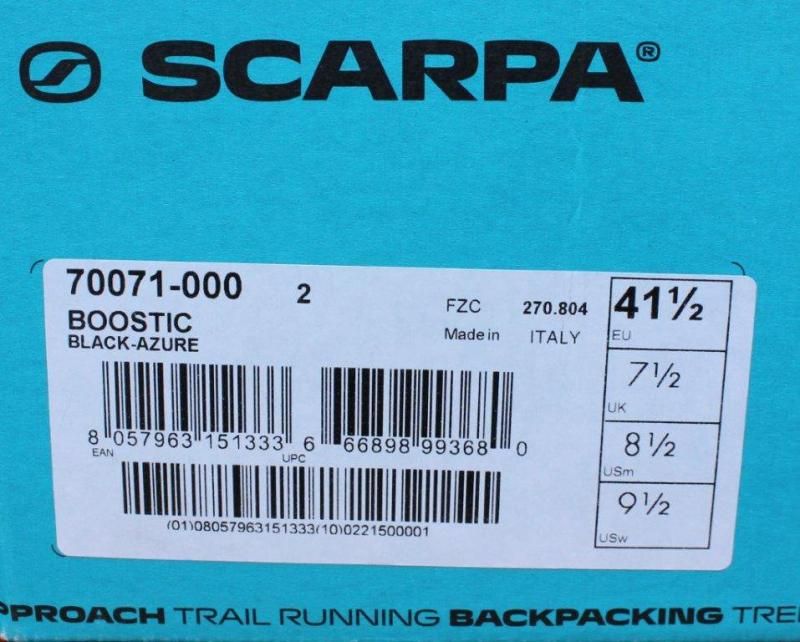 SCARPA®
70071-000 2
BOOSTIC
BLACK-AZURE
FZC 270.804
Made in ITALY
41½
EU
7½
UK
8½
USm
9½
USw
8 057963 151333 6 66898 99368 0
EAN UPC
(01)08057963151333(10)0221500001
PPROACH TRAIL RUNNING BACKPACKING TRE